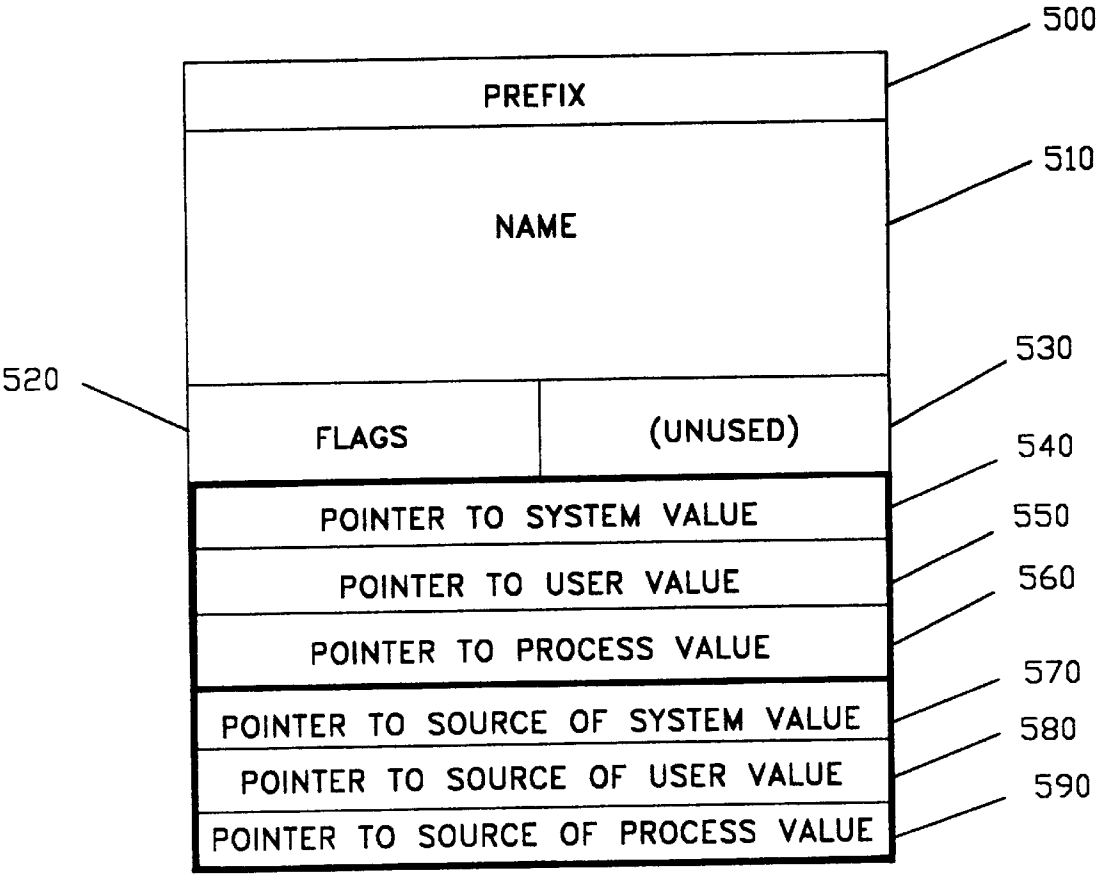 500
PREFIX
510
NAME
530
520
FLAGS
(UNUSED)
540
POINTER TO SYSTEM VALUE
550
POINTER TO USER VALUE
560
POINTER TO PROCESS VALUE
570
POINTER TO SOURCE OF SYSTEM VALUE
580
POINTER TO SOURCE OF USER VALUE
590
POINTER TO SOURCE OF PROCESS VALUE